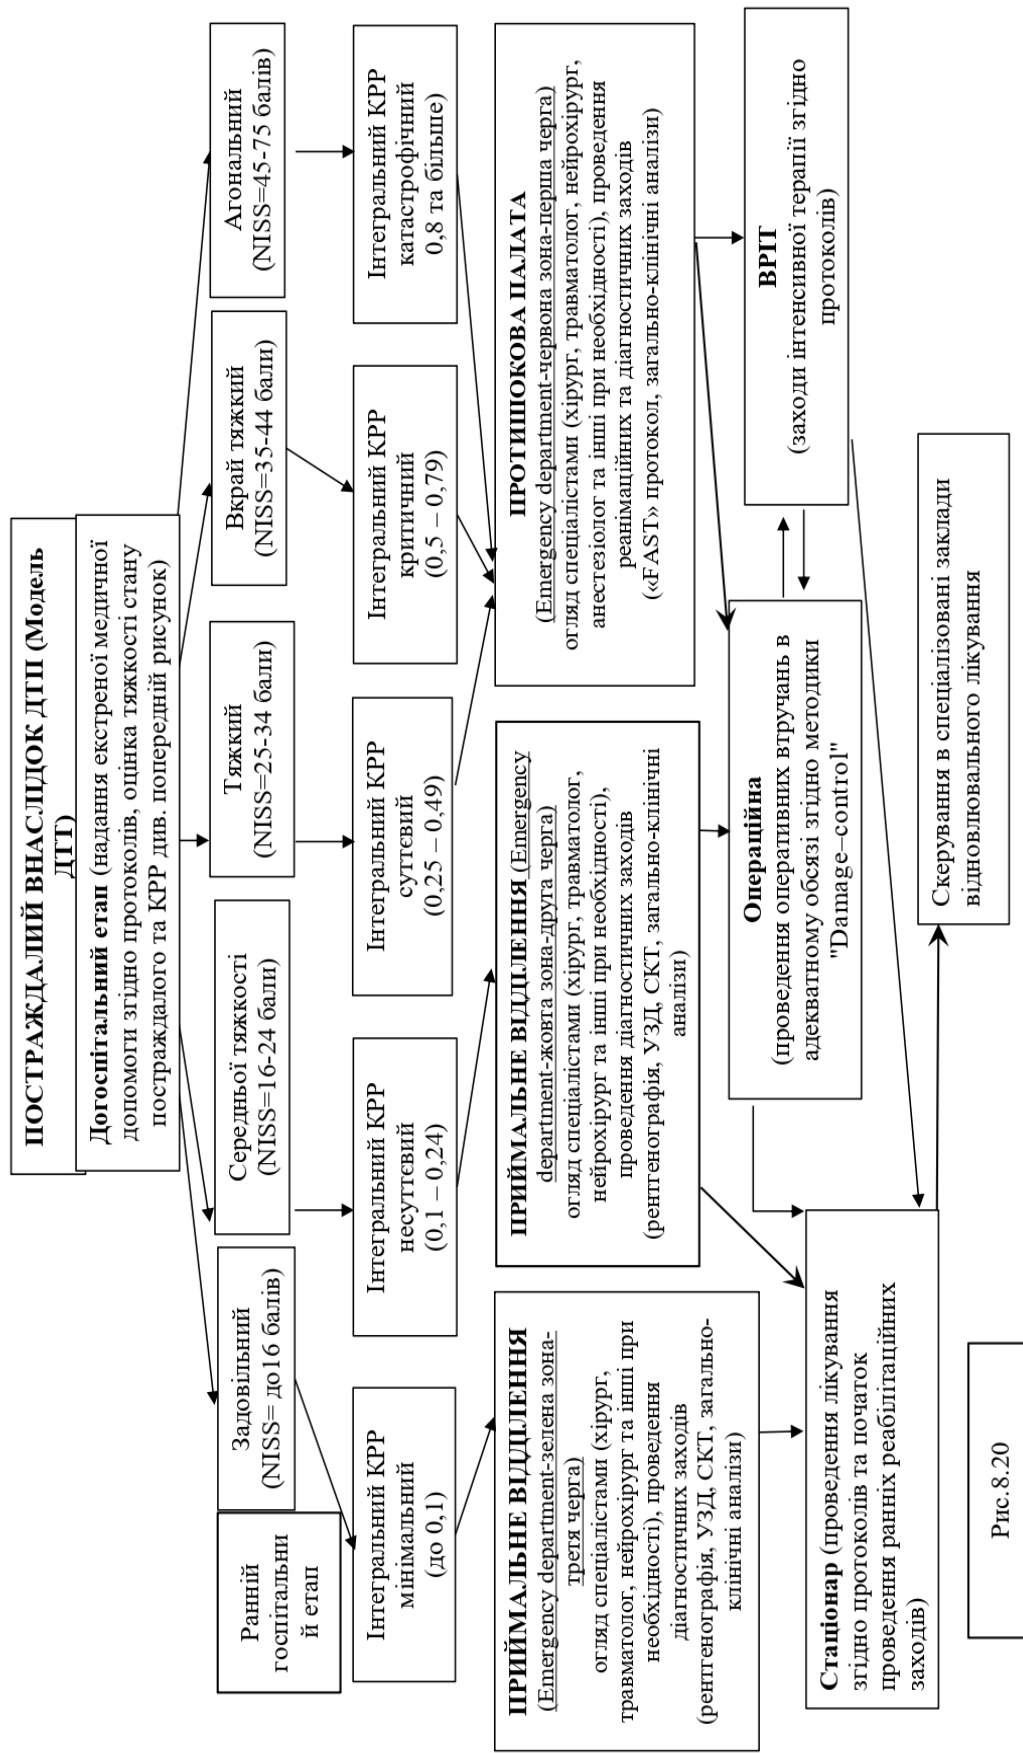 ПОСТРАЖДАЛИЙ ВНАСЛІДОК ДТП (Модель
ДТТ)
Догоспітальний етап (надання екстреної медичної
допомоги згідно протоколів, оцінка тяжкості стану
постраждалого та КРР див. попередній рисунок)
Ранній
госпітальни
й етап
Задовільний
(NISS= до16 балів)
Середньої тяжкості
(NISS=16-24 бали)
Тяжкий
(NISS=25-34 бали)
Вкрай тяжкий
(NISS=35-44 бали)
Агональний
(NISS=45-75 балів)
Інтегральний КРР
мінімальний
(до 0,1)
Інтегральний КРР
несуттєвий
(0,1 – 0,24)
Інтегральний КРР
суттєвий
(0,25 – 0,49)
Інтегральний КРР
критичний
(0,5 – 0,79)
Інтегральний КРР
катастрофічний
0,8 та більше)
ПРИЙМАЛЬНЕ ВІДДІЛЕННЯ
(Emergency department-зелена зона-
третя черга)
огляд спеціалістами (хірург,
травматолог, нейрохірург та інші при
необхідності), проведення
діагностичних заходів
(рентгенографія, УЗД, СКТ, загально-
клінічні аналізи)
ПРИЙМАЛЬНЕ ВІДДІЛЕННЯ (Emergency
department-жовта зона-друга черга)
огляд спеціалістами (хірург, травматолог,
нейрохірург та інші при необхідності),
проведення діагностичних заходів
(рентгенографія, УЗД, СКТ, загально-клінічні
аналізи)
ПРОТИШОКОВА ПАЛАТА
(Emergency department-червона зона-перша черга)
огляд спеціалістами (хірург, травматолог, нейрохірург,
анестезіолог та інші при необхідності), проведення
реанімаційних та діагностичних заходів
(«FAST» протокол, загально-клінічні аналізи)
Операційна
(проведення оперативних втручань в
адекватному обсязі згідно методики
"Damage–control"
ВРІТ
(заходи інтенсивної терапії згідно
протоколів)
Стаціонар (проведення лікування
згідно протоколів та початок
проведення ранніх реабілітаційних
заходів)
Скерування в спеціалізовані заклади
відновлювального лікування
Рис.8.20